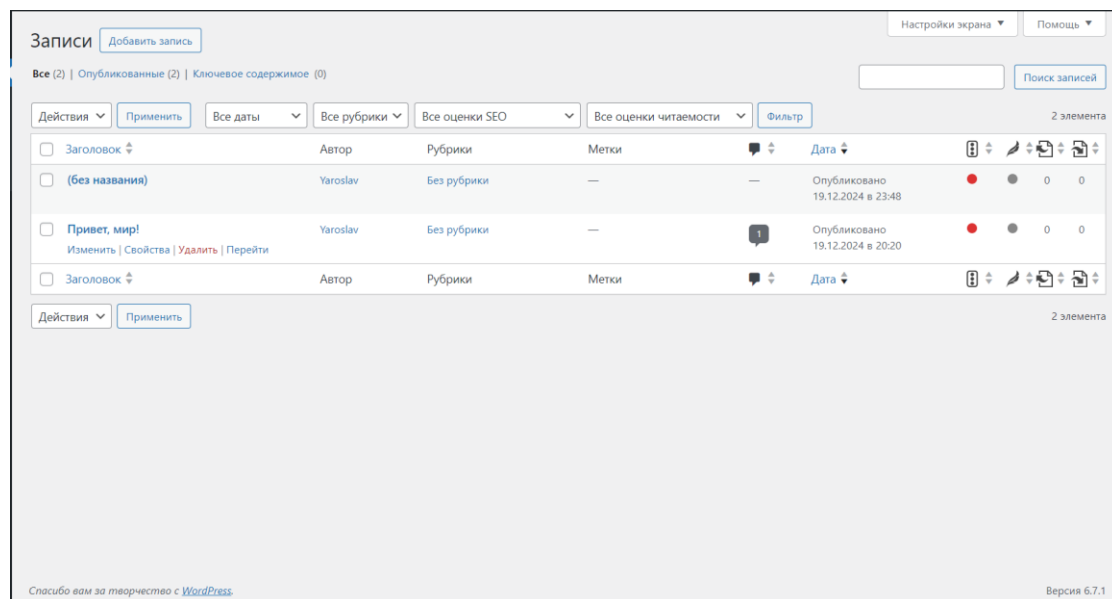 Настройки экрана ▼ Помощь ▼
Записи Добавить запись
Все (2) | Опубликованные (2) | Ключевое содержимое (0)
Поиск записей
Действия Применить Все даты Все рубрики Все оценки SEO Все оценки читаемости Фильтр 2 элемента
Заголовок Автор Рубрики Метки Дата
(без названия) Yaroslav Без рубрики — — Опубликовано 0 0
19.12.2024 в 23:48
Привет, мир! Yaroslav Без рубрики — 1 Опубликовано 0 0
Изменить | Свойства | Удалить | Перейти 19.12.2024 в 20:20
Заголовок Автор Рубрики Метки Дата
Действия Применить 2 элемента
Спасибо вам за творчество с WordPress. Версия 6.7.1